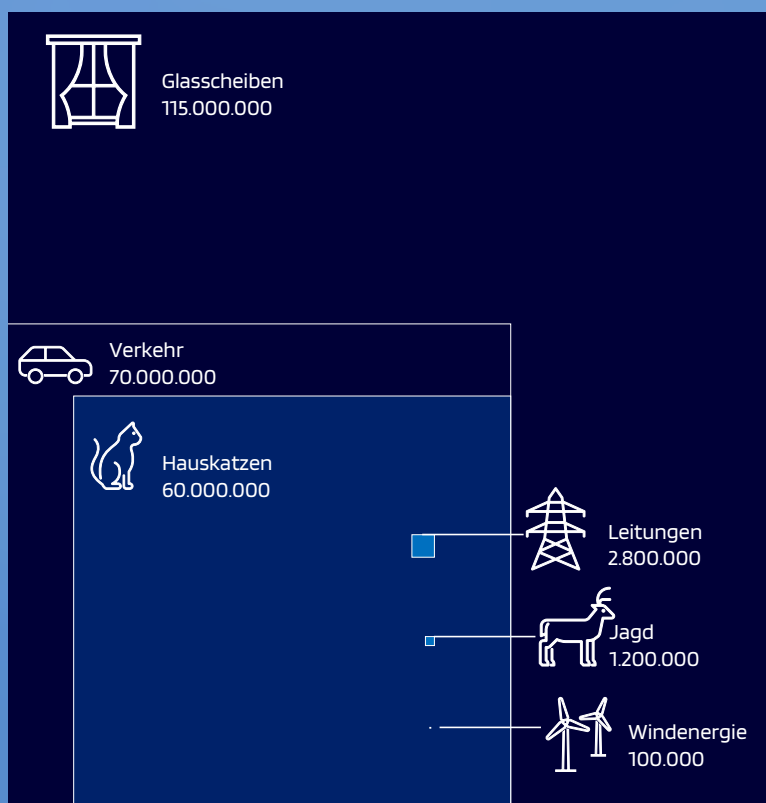 Glasscheiben
115.000.000
Verkehr
70.000.000
Hauskatzen
60.000.000
Leitungen
2.800.000
Jagd
1.200.000
Windenergie
100.000